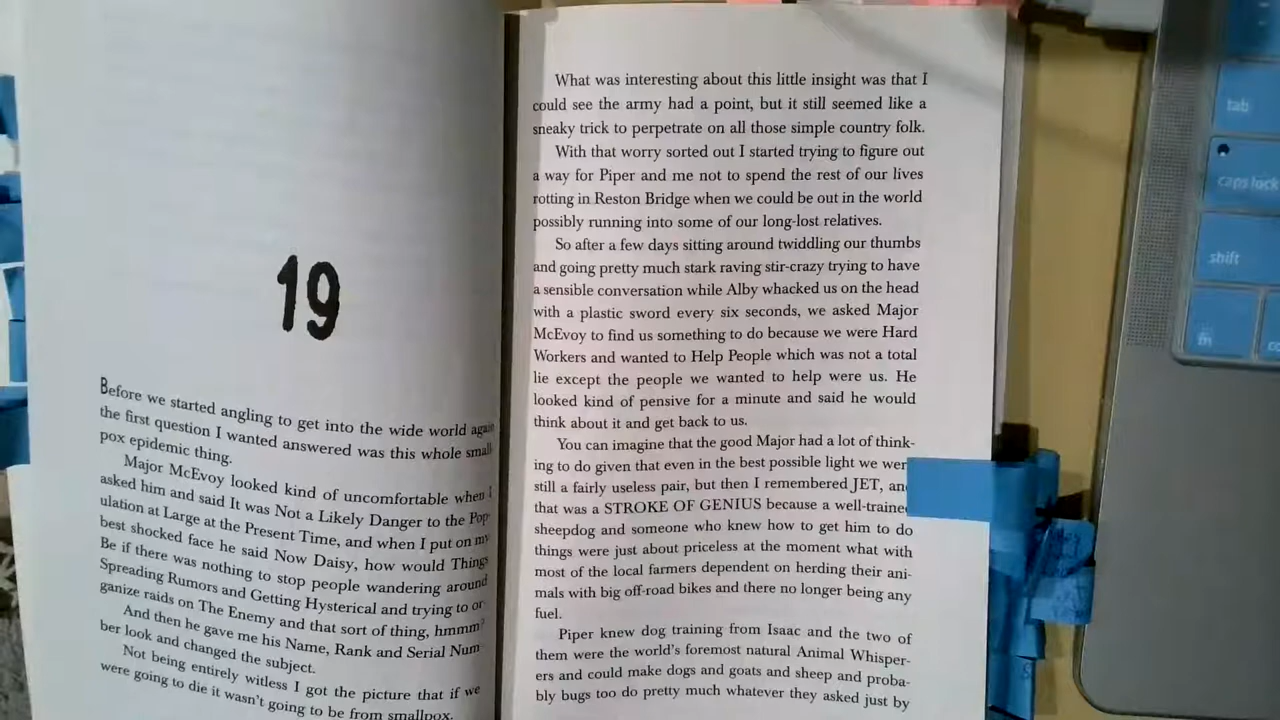 19
Before we started angling to get into the wide world again
the first question I wanted answered was this whole small
pox epidemic thing.
Major McEvoy looked kind of uncomfortable when I
asked him and said It was Not a Likely Danger to the Pop-
ulation at Large at the Present Time, and when I put on my
best shocked face he said Now Daisy, how would Things
Be if there was nothing to stop people wandering around
Spreading Rumors and Getting Hysterical and trying to or-
ganize raids on The Enemy and that sort of thing, hmmm?
And then he gave me his Name, Rank and Serial Num-
ber look and changed the subject.
Not being entirely witless I got the picture that if we
were going to die it wasn't going to be from smallpox.
What was interesting about this little insight was that I
could see the army had a point, but it still seemed like a
sneaky trick to perpetrate on all those simple country folk.
With that worry sorted out I started trying to figure out
a way for Piper and me not to spend the rest of our lives
rotting in Reston Bridge when we could be out in the world
possibly running into some of our long-lost relatives.
So after a few days sitting around twiddling our thumbs
and going pretty much stark raving stir-crazy trying to have
a sensible conversation while Alby whacked us on the head
with a plastic sword every six seconds, we asked Major
McEvoy to find us something to do because we were Hard
Workers and wanted to Help People which was not a total
lie except the people we wanted to help were us. He
looked kind of pensive for a minute and said he would
think about it and get back to us.
You can imagine that the good Major had a lot of think-
ing to do given that even in the best possible light we wer
still a fairly useless pair, but then I remembered JET, and
that was a STROKE OF GENIUS because a well-traine
sheepdog and someone who knew how to get him to do
things were just about priceless at the moment what with
most of the local farmers dependent on herding their ani-
mals with big off-road bikes and there no longer being any
fuel.
Piper knew dog training from Isaac and the two of
them were the world's foremost natural Animal Whisper-
ers and could make dogs and goats and sheep and proba-
bly bugs too do pretty much whatever they asked just by
tab
caps lock
shift
fn